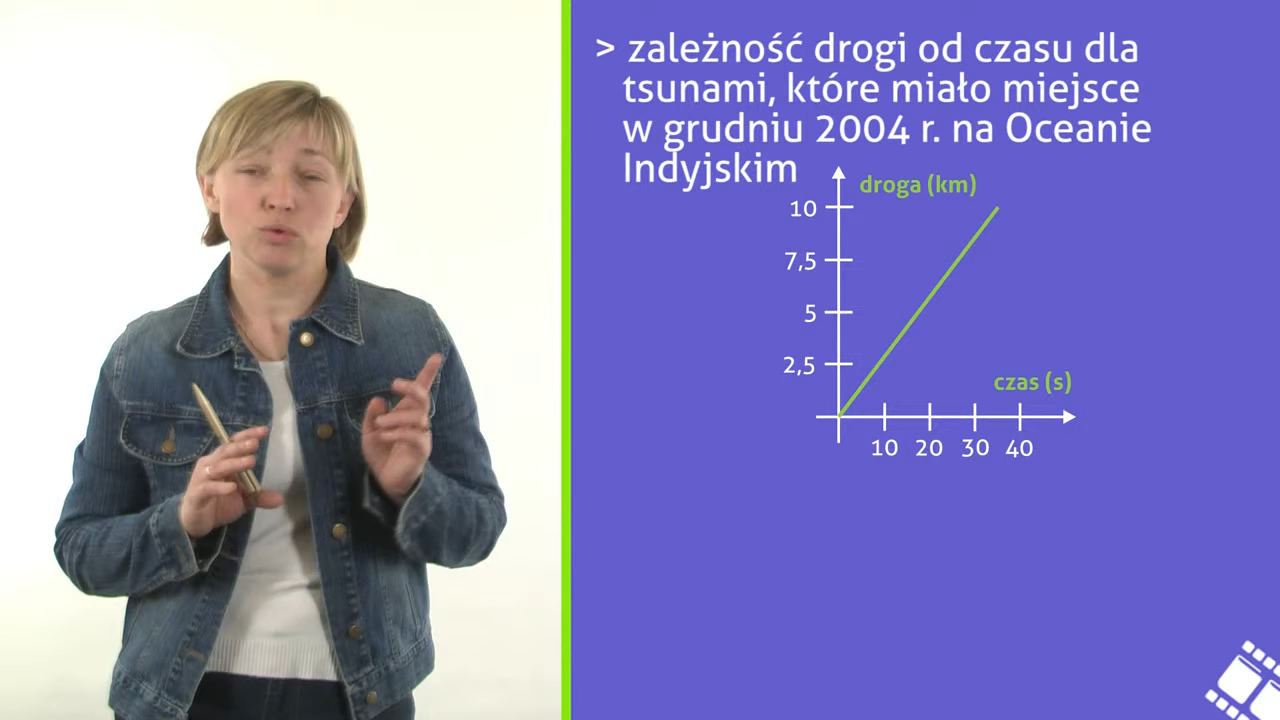 > zależność drogi od czasu dla
tsunami, które miało miejsce
w grudniu 2004 r. na Oceanie
Indyjskim
droga (km)
10
7,5
5
2,5
czas (s)
10 20 30 40